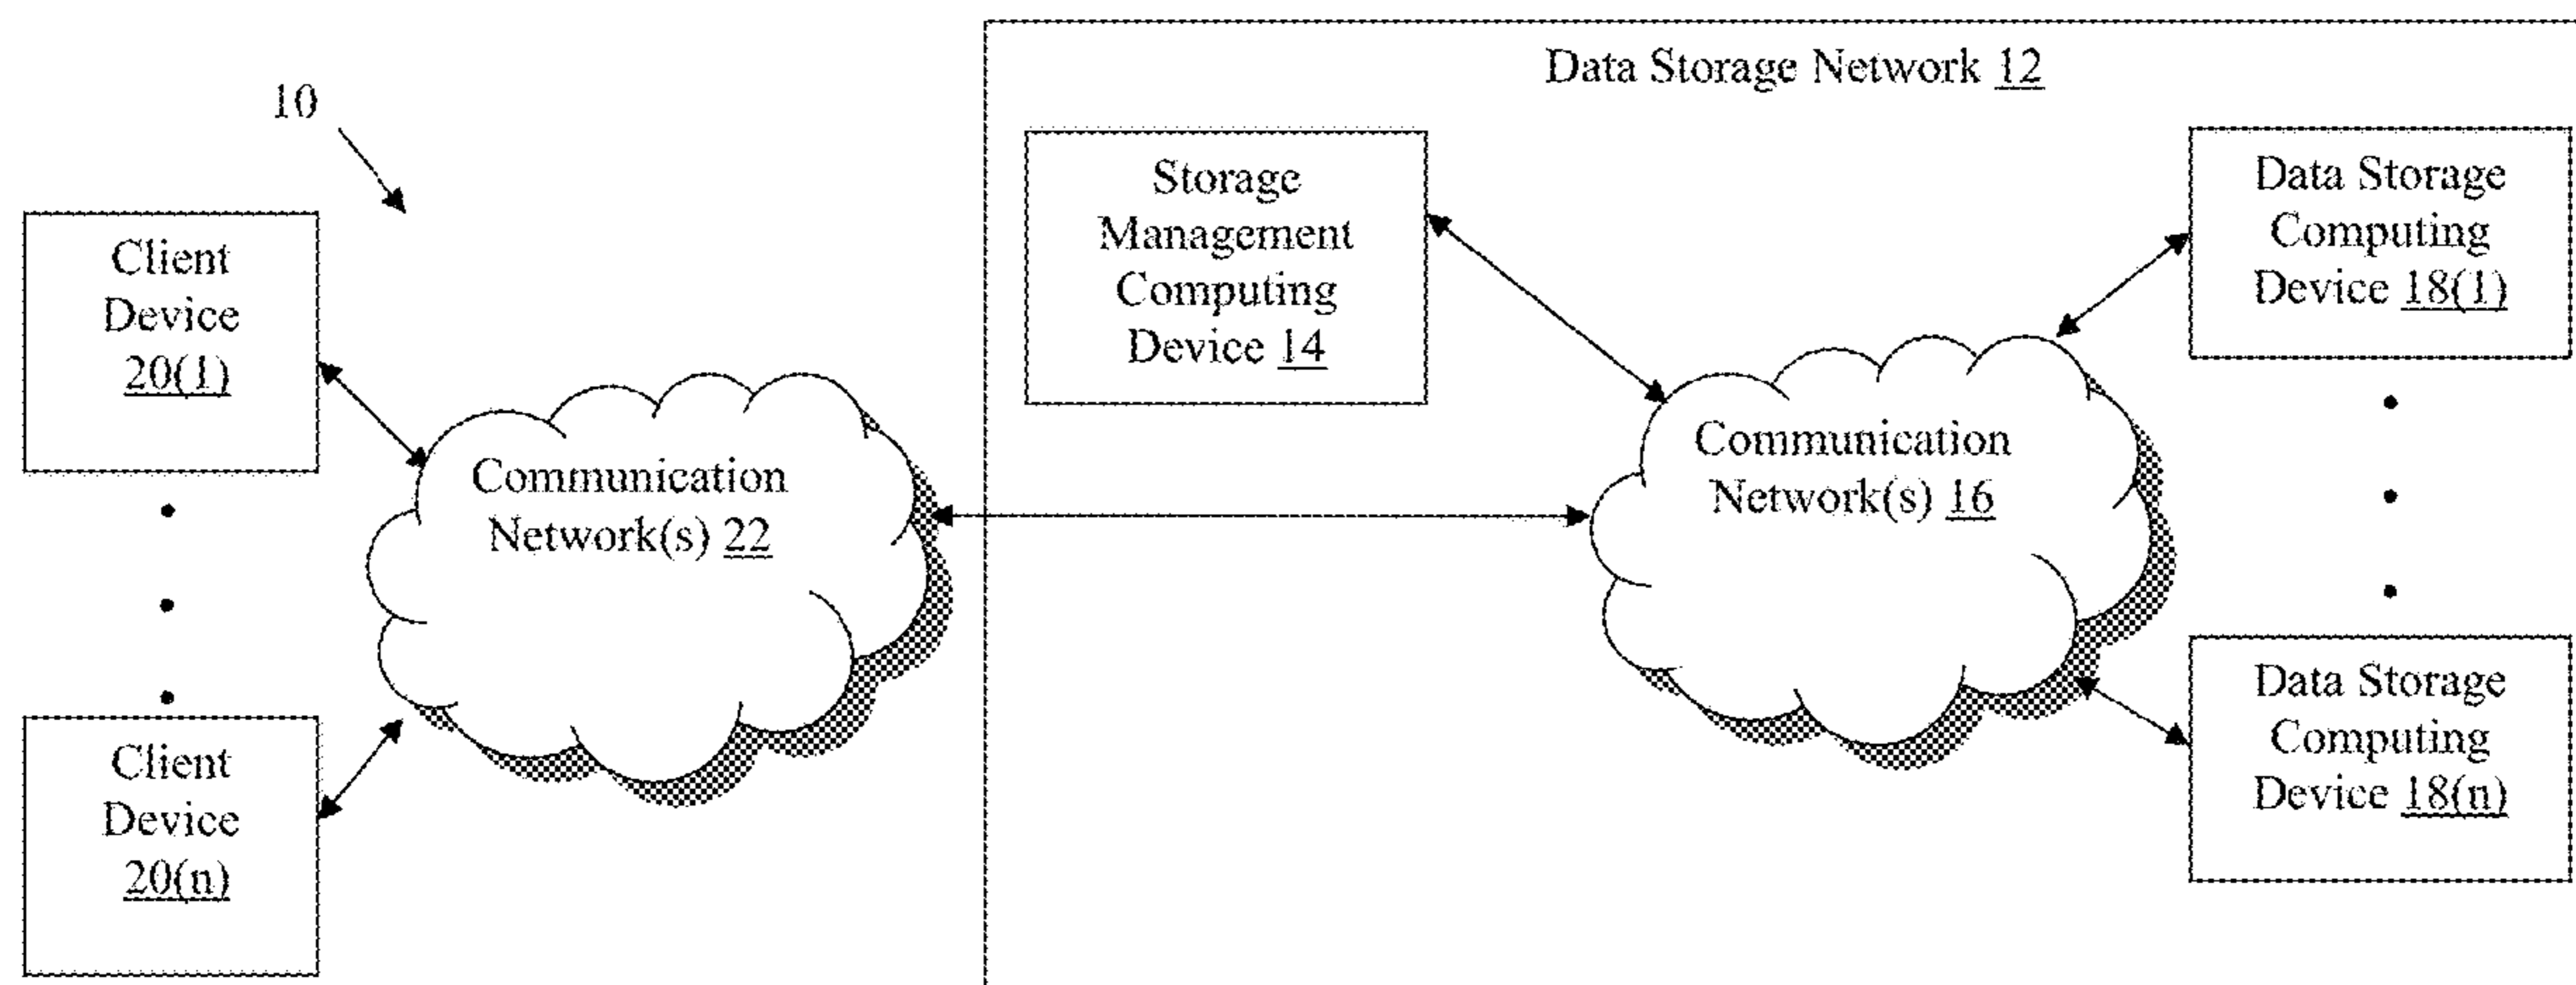 10
Client
Device
20(1)
Client
Device
20(n)
Communication
Network(s) 22
Data Storage Network 12
Storage
Management
Computing
Device 14
Communication
Network(s) 16
Data Storage
Computing
Device 18(1)
Data Storage
Computing
Device 18(n)